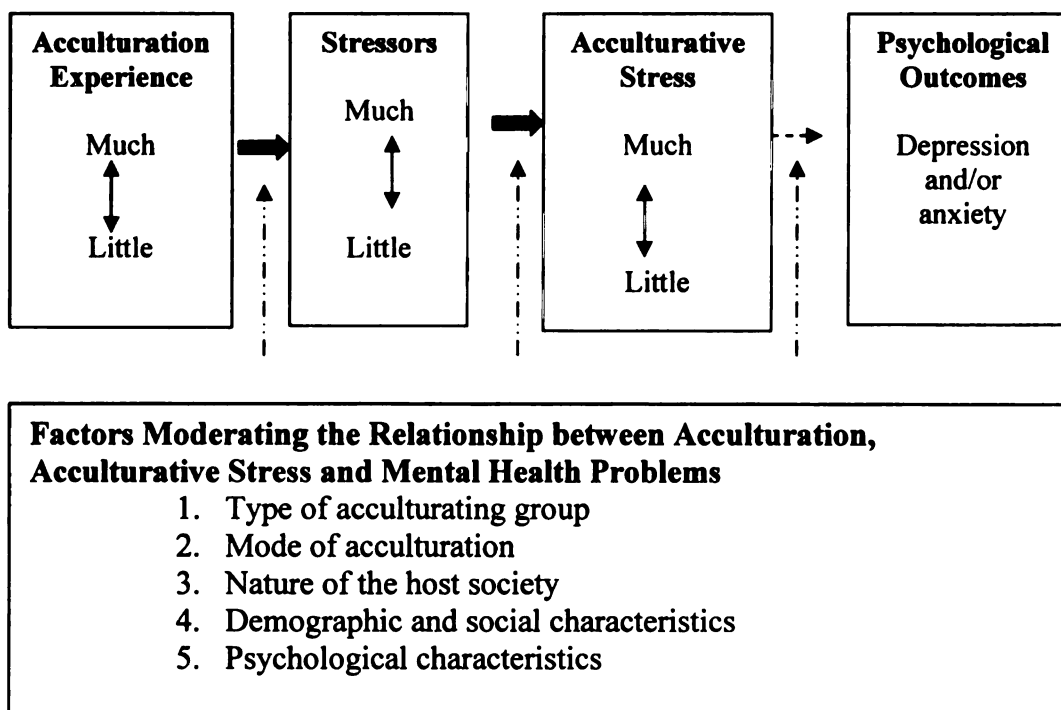 Acculturation
Experience
Much
Little
Stressors
Much
Little
Acculturative
Stress
Much
Little
Psychological
Outcomes
Depression
and/or
anxiety
Factors Moderating the Relationship between Acculturation,
Acculturative Stress and Mental Health Problems
1. Type of acculturating group
2. Mode of acculturation
3. Nature of the host society
4. Demographic and social characteristics
5. Psychological characteristics